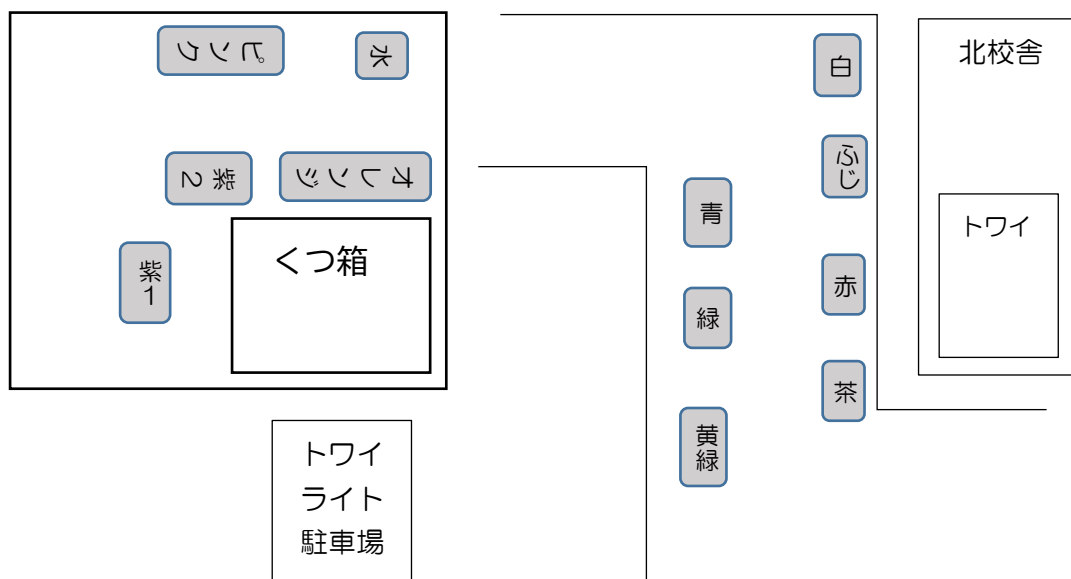 ピンク
水
紫2
オレンジ
紫1
くつ箱
トワイ
ライト
駐車場
白
ふじ
青
緑
黄緑
赤
茶
北校舎
トワイ